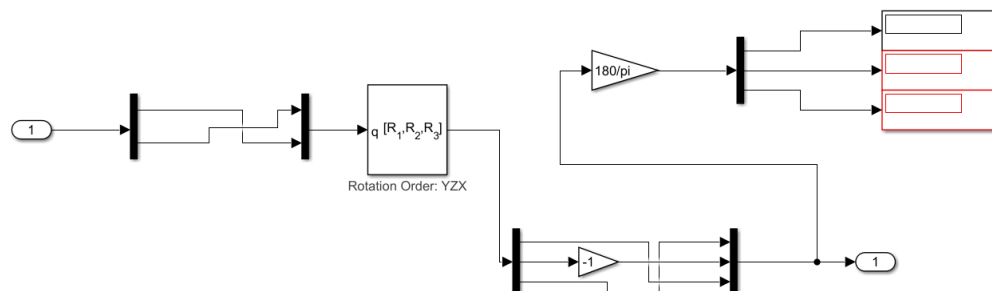 180/pi
1
q [R1,R2,R3]
Rotation Order: YZX
-1
1